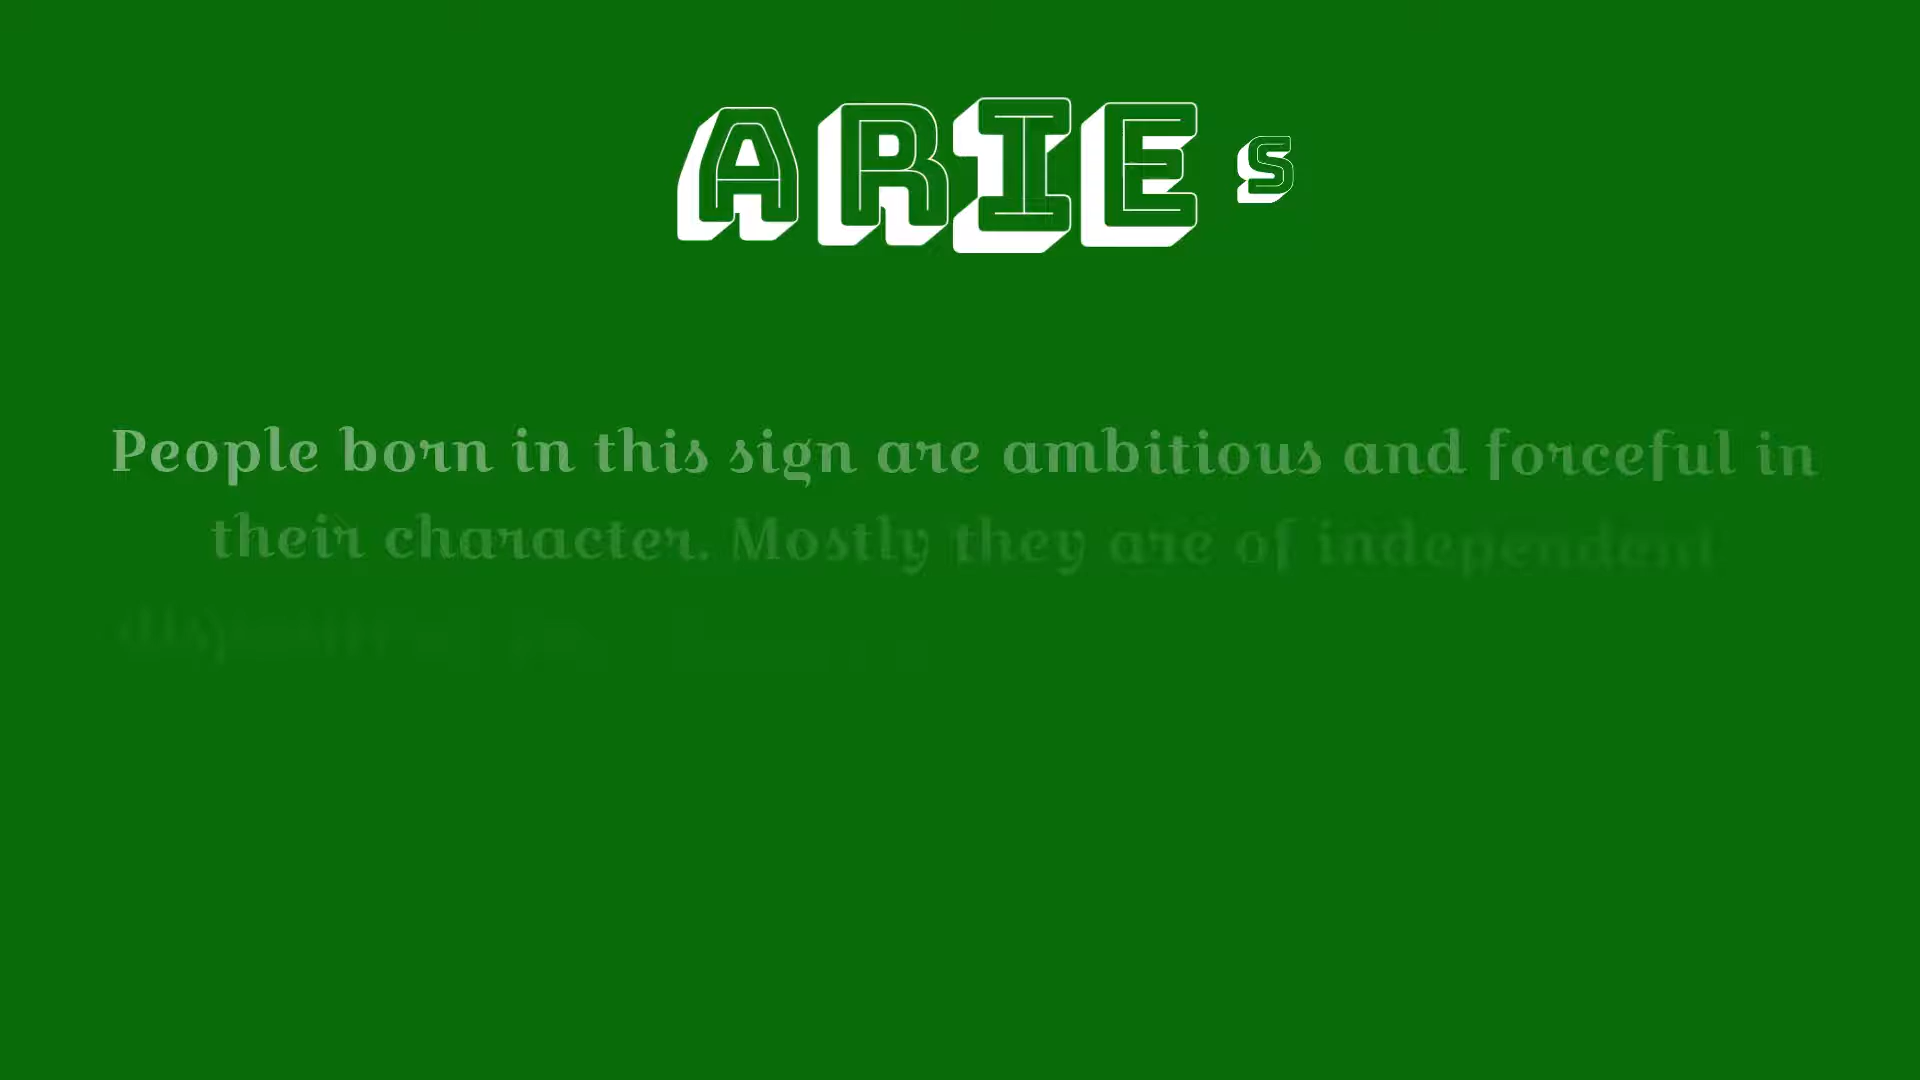 ARIES
People born in this sign are ambitious and forceful in
their character. Mostly they are of independent